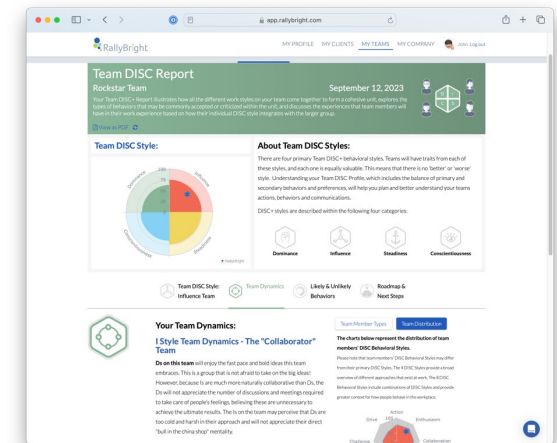 app.rallybright.com
RallyBright
MY PROFILE MY CLIENTS MY TEAMS MY COMPANY John Log out
Team DISC Report
Rockstar Team September 12, 2023
Your Team DISC+ Report illustrates how all the different work styles on your team come together to form a cohesive unit, explores the
types of behaviors that may be commonly accepted or criticized within the unit, and discusses the experiences that team members will
have in their work experience based on how their individual DISC style integrates with the larger group.
View as PDF
Team DISC Style:
Dominance
Influence
Conscientiousness
Steadiness
100
75
50
25
0
RallyBright
About Team DISC Styles:
There are four primary Team DISC+ behavioral styles. Teams will have traits from each of
these styles, and each one is equally valuable. This means that there is no 'better' or 'worse'
style. Understanding your Team DISC Profile, which includes the balance of primary and
secondary behaviors and preferences, will help you plan and better understand your teams
actions, behaviors and communications.
DISC+ styles are described within the following four categories:
Dominance Influence Steadiness Conscientiousness
Team DISC Style:
Influence Team
Team Dynamics
Likely & Unlikely
Behaviors
Roadmap &
Next Steps
Your Team Dynamics:
I Style Team Dynamics - The "Collaborator"
Team
Ds on this team will enjoy the fast pace and bold ideas this team
embraces. This is a group that is not afraid to take on the big ideas!
However, because Is are much more naturally collaborative than Ds, the
Ds will not appreciate the number of discussions and meetings required
to take care of people's feelings, believing these are unnecessary to
achieve the ultimate results. The Is on the team may perceive that Ds are
too cold and harsh in their approach and will not appreciate their direct
"bull in the china shop" mentality.
Team Member Types Team Distribution
The charts below represent the distribution of team
members' DISC Behavioral Styles.
Please note that team members' DISC Behavioral Styles may differ
from their primary DISC Styles. The 4 DISC Styles provide a broad
overview of different approaches that exist at work. The 8 DISC
Behavioral Styles include combinations of DISC Styles and provide
greater context for how people behave in the workplace.
Action
Drive 100 Enthusiasm
Challenge Collaboration